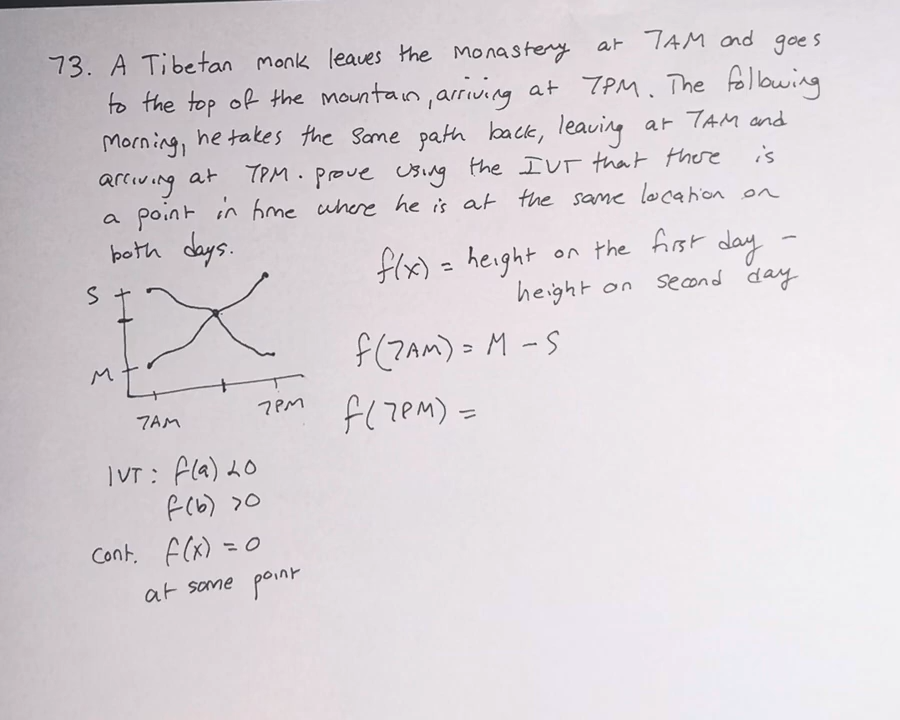 73. A Tibetan monk leaves the monastery at 7AM and goes
to the top of the mountain, arriving at 7PM. The following
morning, he takes the same path back, leaving at 7AM and
arriving at 7PM. prove using the IVT that there is
a point in time where he is at the same location on
both days.
f(x) = height on the first day -
height on second day
S
M
7AM
7PM
f(7AM) = M - S
f(7PM) =
IVT: f(a) < 0
f(b) > 0
Cont. f(x) = 0
at some point